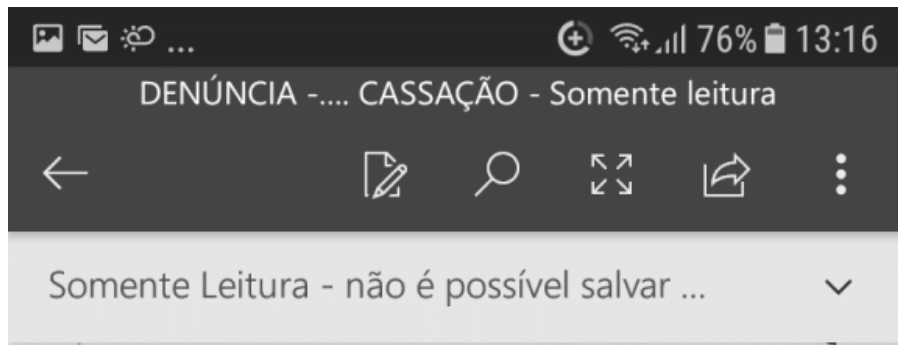 ... 76% 13:16
DENÚNCIA -.... CASSAÇÃO - Somente leitura
Somente Leitura - não é possível salvar ...